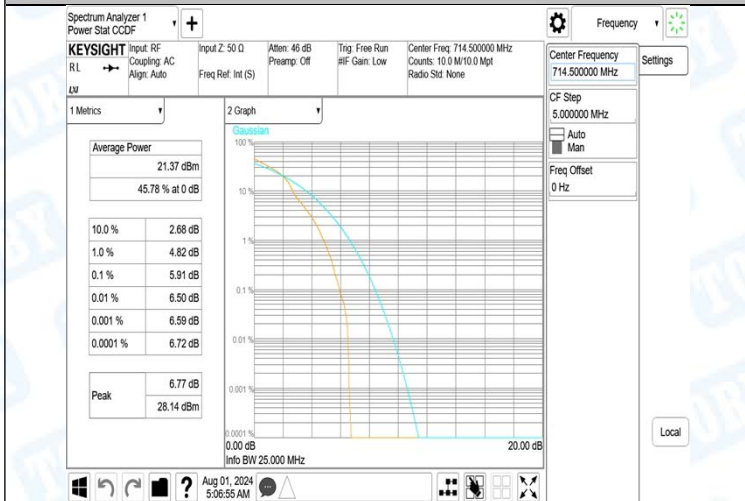 Spectrum Analyzer 1
Power Stat CCDF
Frequency
KEYSIGHT
RL
LXI
Input: RF
Coupling: AC
Align: Auto
Input Z: 50 Ω
Freq Ref: Int (S)
Atten: 46 dB
Preamp: Off
Trig: Free Run
#IF Gain: Low
Center Freq: 714.500000 MHz
Counts: 10.0 M/10.0 Mpt
Radio Std: None
Center Frequency
714.500000 MHz
Settings
CF Step
5.000000 MHz
Auto
Man
Freq Offset
0 Hz
1 Metrics
Average Power
21.37 dBm
45.78 % at 0 dB
10.0 % 2.68 dB
1.0 % 4.82 dB
0.1 % 5.91 dB
0.01 % 6.50 dB
0.001 % 6.59 dB
0.0001 % 6.72 dB
Peak
6.77 dB
28.14 dBm
2 Graph
Gaussian
100 %
10 %
1 %
0.1 %
0.01 %
0.001 %
0.0001 %
0.00 dB 20.00 dB
Info BW 25.000 MHz
Local
? Aug 01, 2024
5:06:55 AM